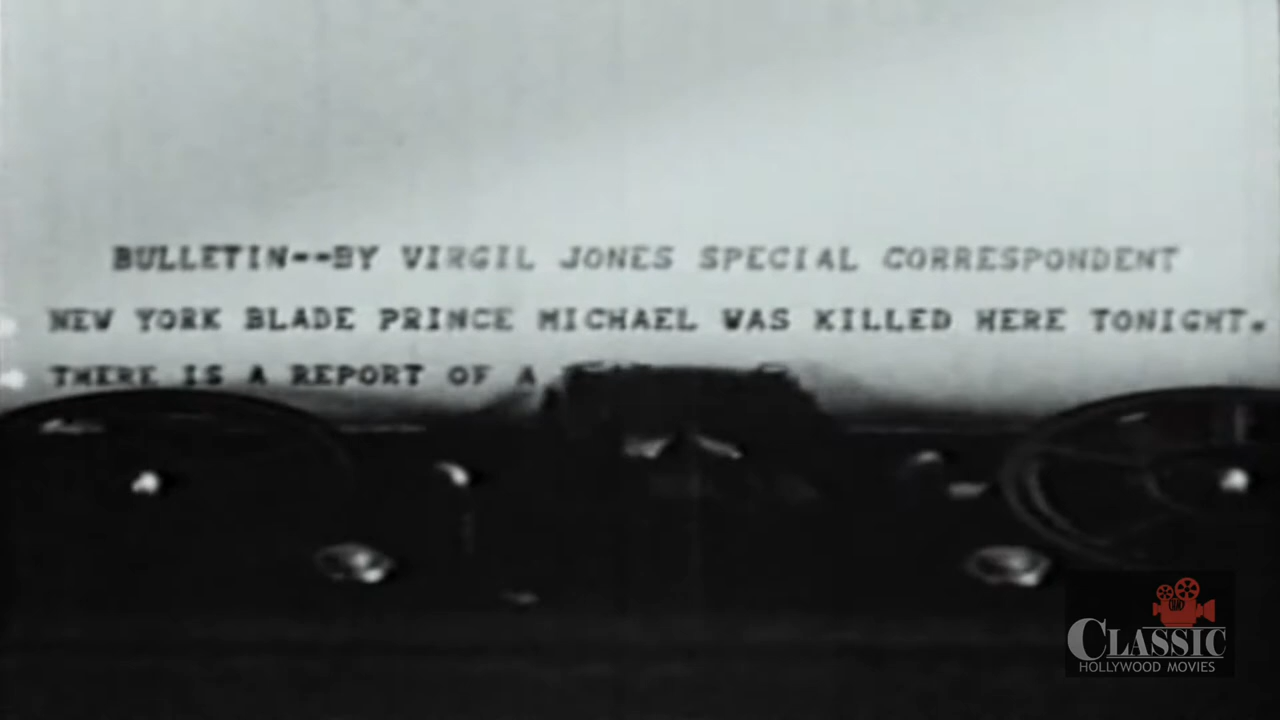 BULLETIN--BY VIRGIL JONES SPECIAL CORRESPONDENT
NEW YORK BLADE PRINCE MICHAEL WAS KILLED HERE TONIGHT.
THERE IS A REPORT OF A
CHM
CLASSIC
HOLLYWOOD MOVIES